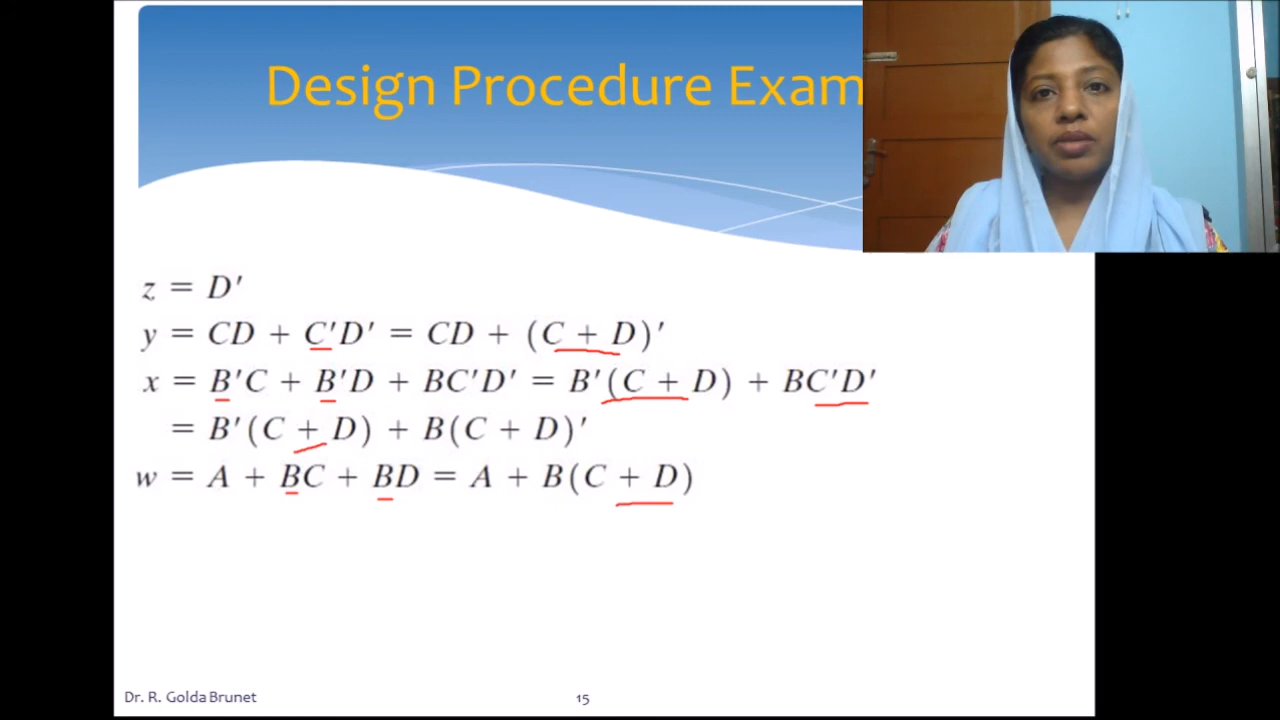 Design Procedure Exam
z = D′
y = CD + C′D′ = CD + (C + D)′
x = B′C + B′D + BC′D′ = B′(C + D) + BC′D′
= B′(C + D) + B(C + D)′
w = A + BC + BD = A + B(C + D)
Dr. R. Golda Brunet
15